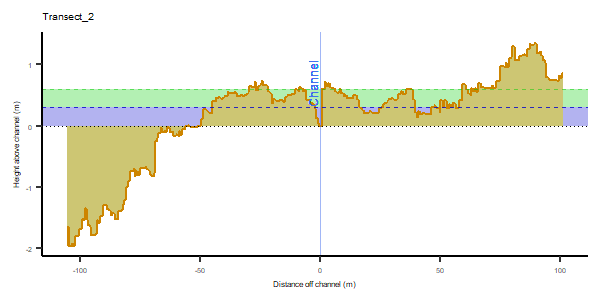 Transect_2
Channel
Height above channel (m)
1
0
-1
-2
-100
-50
0
50
100
Distance off channel (m)